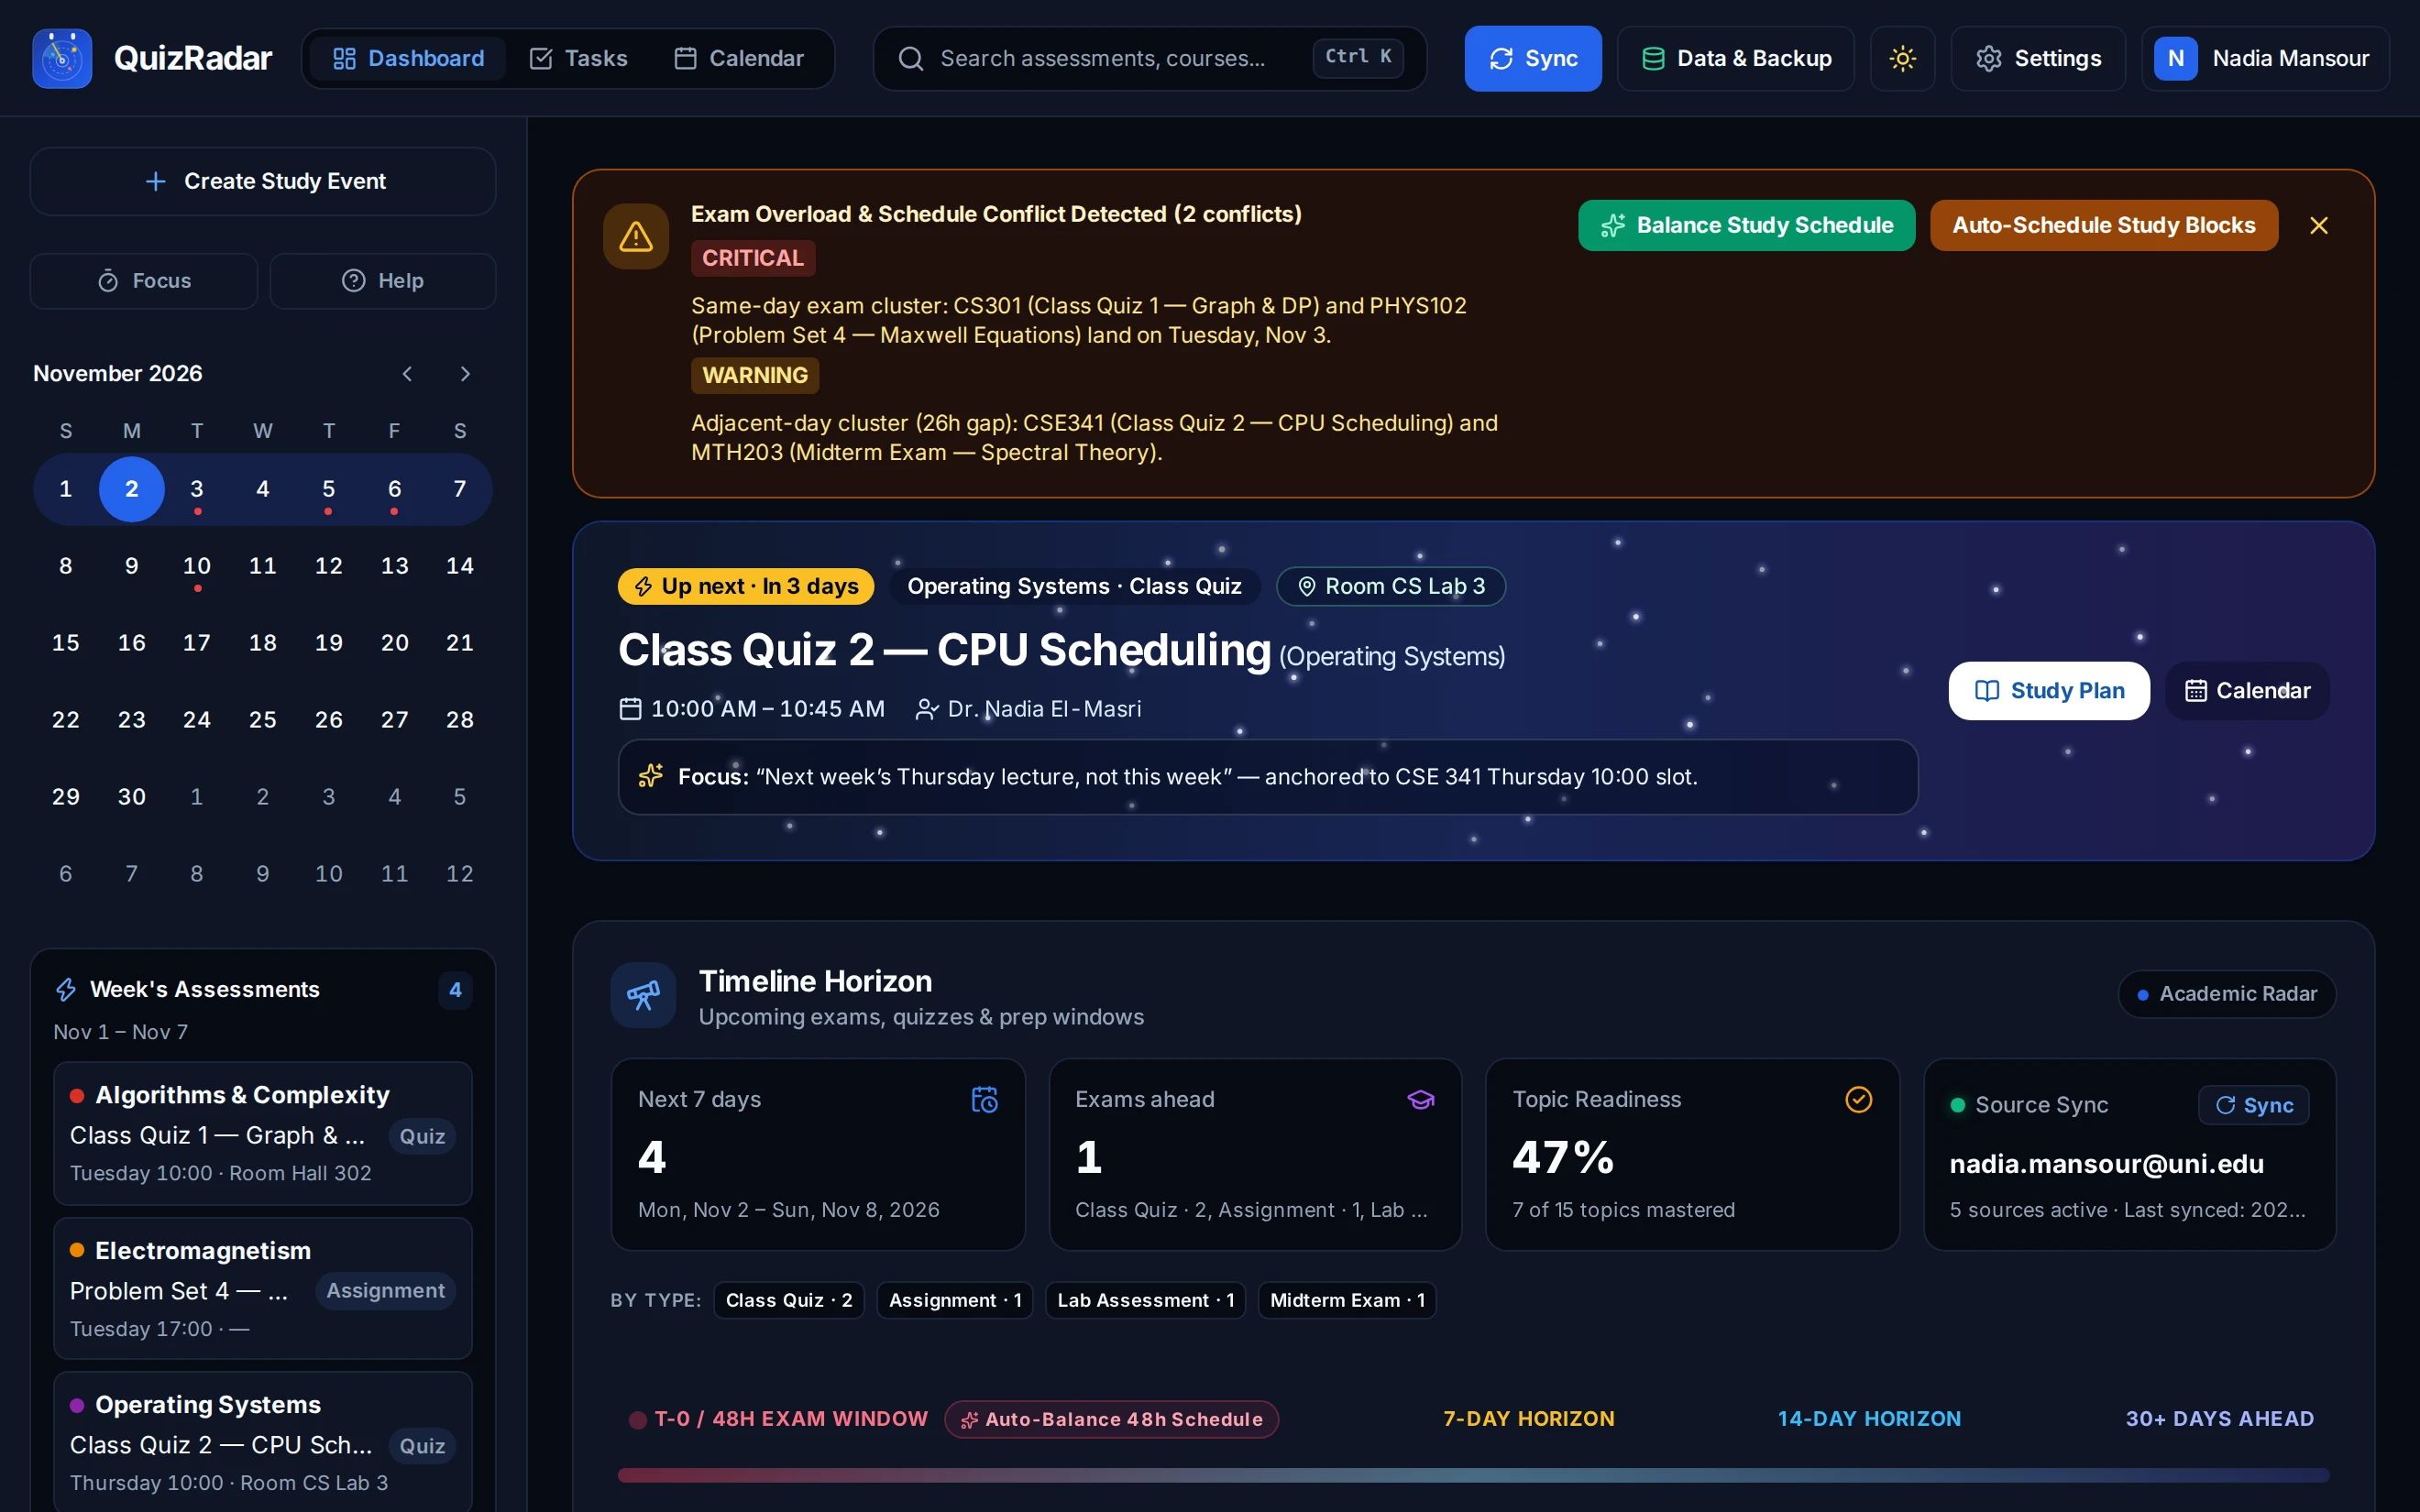 QuizRadar
Dashboard
Tasks
Calendar
Search assessments, courses...
Ctrl K
Sync
Data & Backup
Settings
N
Nadia Mansour
Create Study Event
Focus
Help
November 2026
S M T W T F S
1 2 3 4 5 6 7
8 9 10 11 12 13 14
15 16 17 18 19 20 21
22 23 24 25 26 27 28
29 30 1 2 3 4 5
6 7 8 9 10 11 12
Week's Assessments
4
Nov 1 – Nov 7
Algorithms & Complexity
Class Quiz 1 — Graph & ...
Quiz
Tuesday 10:00 · Room Hall 302
Electromagnetism
Problem Set 4 — ...
Assignment
Tuesday 17:00 · —
Operating Systems
Class Quiz 2 — CPU Sch...
Quiz
Thursday 10:00 · Room CS Lab 3
Exam Overload & Schedule Conflict Detected (2 conflicts)
CRITICAL
Same-day exam cluster: CS301 (Class Quiz 1 — Graph & DP) and PHYS102
(Problem Set 4 — Maxwell Equations) land on Tuesday, Nov 3.
WARNING
Adjacent-day cluster (26h gap): CSE341 (Class Quiz 2 — CPU Scheduling) and
MTH203 (Midterm Exam — Spectral Theory).
Balance Study Schedule
Auto-Schedule Study Blocks
Up next · In 3 days
Operating Systems · Class Quiz
Room CS Lab 3
Class Quiz 2 — CPU Scheduling (Operating Systems)
10:00 AM – 10:45 AM
Dr. Nadia El-Masri
Focus: “Next week’s Thursday lecture, not this week” — anchored to CSE 341 Thursday 10:00 slot.
Study Plan
Calendar
Timeline Horizon
Upcoming exams, quizzes & prep windows
Academic Radar
Next 7 days
4
Mon, Nov 2 – Sun, Nov 8, 2026
Exams ahead
1
Class Quiz · 2, Assignment · 1, Lab ...
Topic Readiness
47%
7 of 15 topics mastered
Source Sync
Sync
nadia.mansour@uni.edu
5 sources active · Last synced: 202...
BY TYPE:
Class Quiz · 2
Assignment · 1
Lab Assessment · 1
Midterm Exam · 1
T-0 / 48H EXAM WINDOW
Auto-Balance 48h Schedule
7-DAY HORIZON
14-DAY HORIZON
30+ DAYS AHEAD